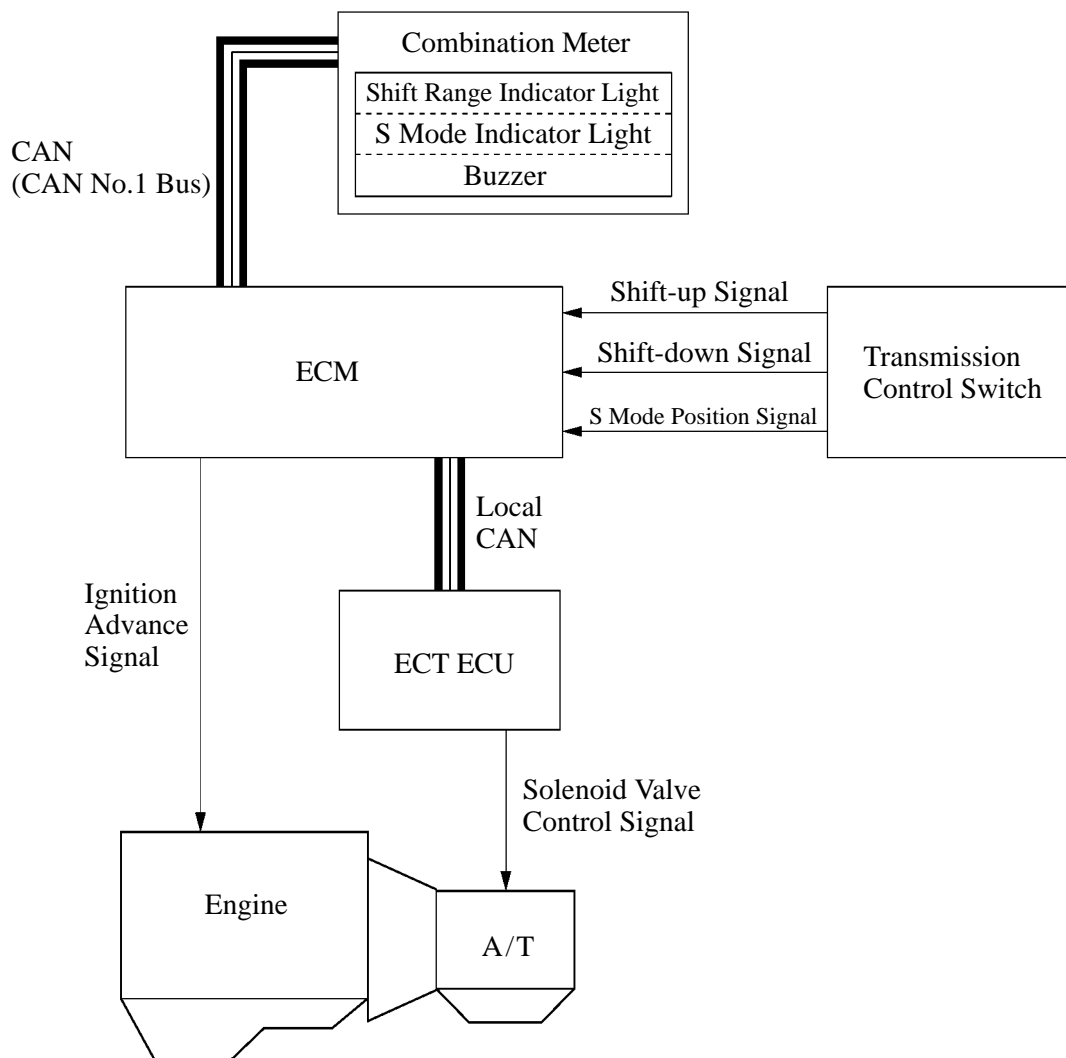 Combination Meter
Shift Range Indicator Light
S Mode Indicator Light
Buzzer
CAN
(CAN No.1 Bus)
ECM
Shift-up Signal
Shift-down Signal
S Mode Position Signal
Transmission
Control Switch
Local
CAN
Ignition
Advance
Signal
ECT ECU
Solenoid Valve
Control Signal
Engine
A/T